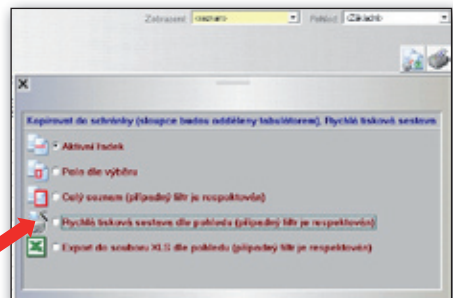 Zobrazení <seznam> Pohled (Základní)
Kopírovat do schránky (sloupce budou odděleny tabulátorem), Rychlá tisková sestava
Aktivní řádek
Pole dle výběru
Celý seznam (případný filtr je respektován)
Rychlá tisková sestava dle pohledu (případný filtr je respektován)
Export do souboru XLS dle pohledu (případný filtr je respektován)